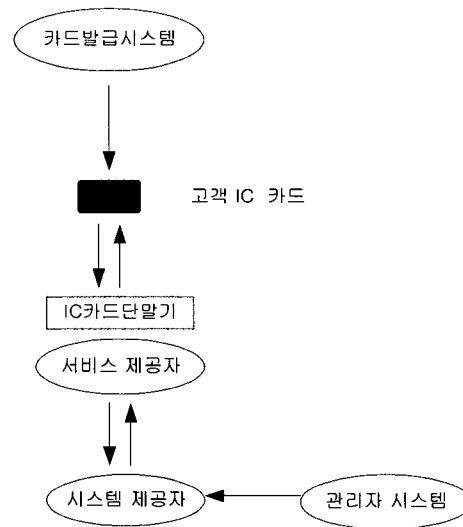 카드발급시스템
고객 IC 카드
IC카드단말기
서비스 제공자
시스템 제공자
관리자 시스템